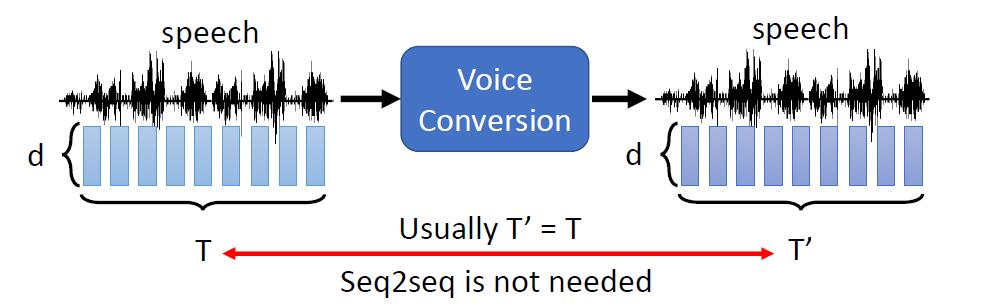 speech
speech
Voice
Conversion
d
d
Usually T’ = T
T
T’
Seq2seq is not needed